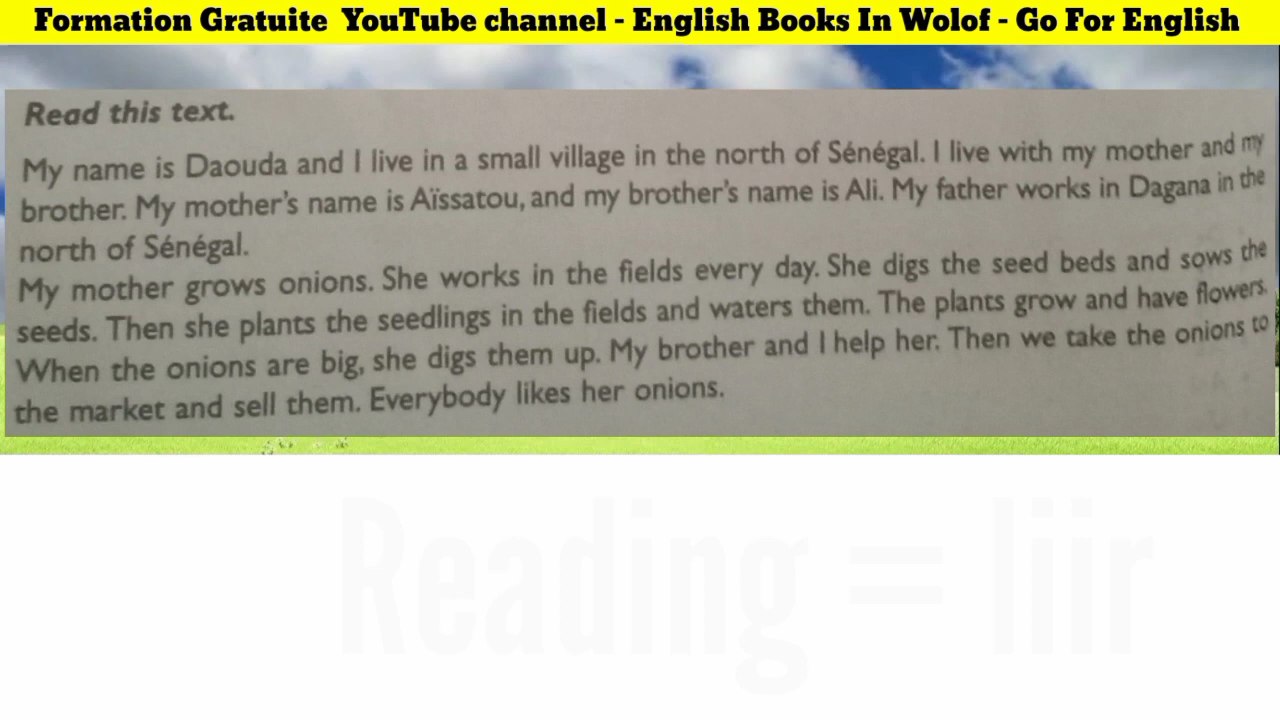 Formation Gratuite YouTube channel - English Books In Wolof - Go For English
Read this text.
My name is Daouda and I live in a small village in the north of Sénégal. I live with my mother and my
brother. My mother's name is Aïssatou, and my brother's name is Ali. My father works in Dagana in the
north of Sénégal.
My mother grows onions. She works in the fields every day. She digs the seed beds and sows the
seeds. Then she plants the seedlings in the fields and waters them. The plants grow and have flowers.
When the onions are big, she digs them up. My brother and I help her. Then we take the onions to
the market and sell them. Everybody likes her onions.
Reading = liir